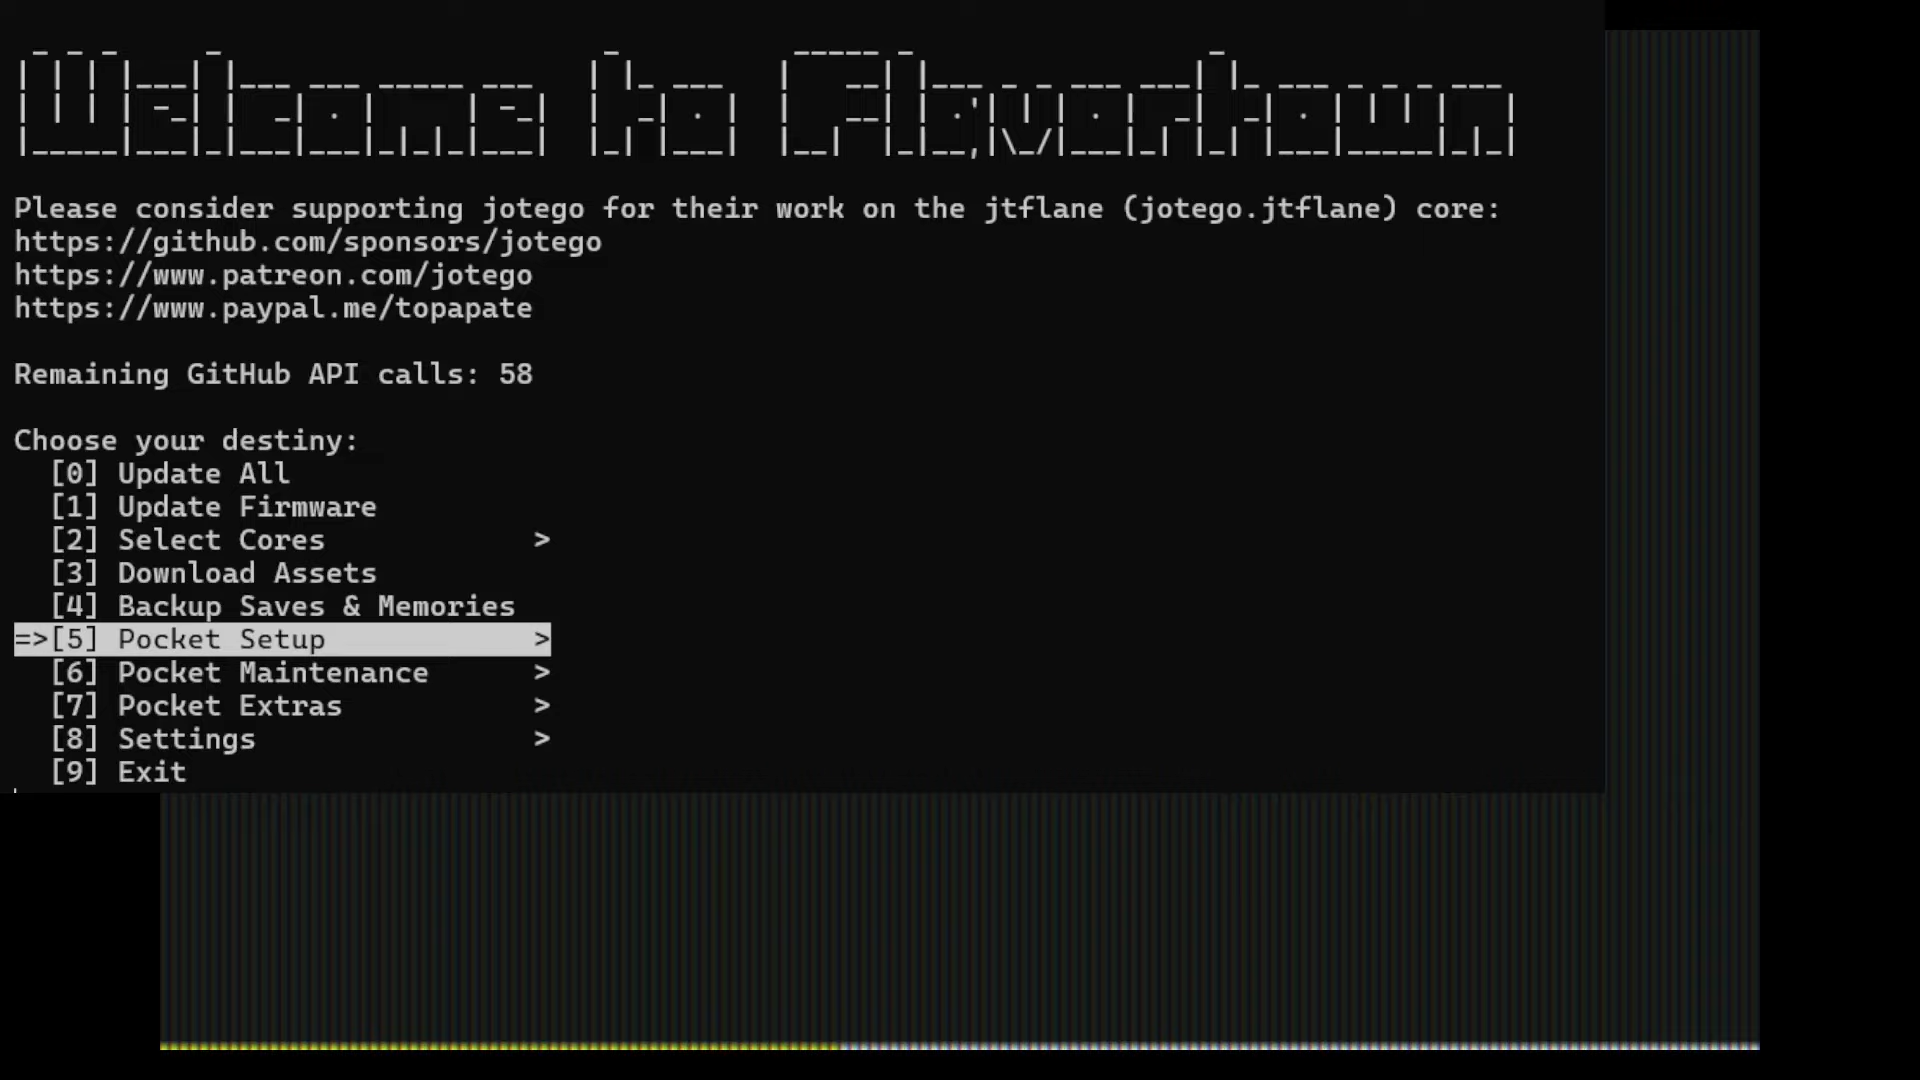 Welcome to Flavortown
Please consider supporting jotego for their work on the jtflane (jotego.jtflane) core:
https://github.com/sponsors/jotego
https://www.patreon.com/jotego
https://www.paypal.me/topapate
Remaining GitHub API calls: 58
Choose your destiny:
[0] Update All
[1] Update Firmware
[2] Select Cores >
[3] Download Assets
[4] Backup Saves & Memories
=>[5] Pocket Setup >
[6] Pocket Maintenance >
[7] Pocket Extras >
[8] Settings >
[9] Exit